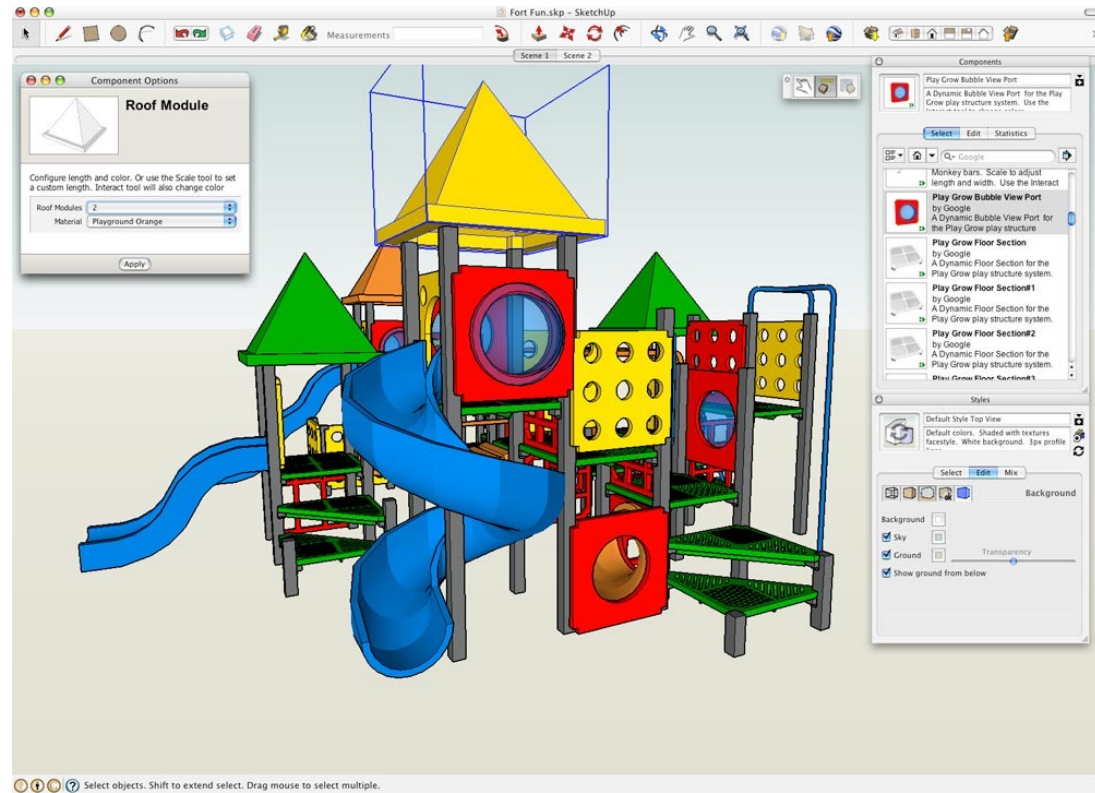 Fort Fun.skp - SketchUp
Measurements
Scene 1 Scene 2
Component Options
Roof Module
Configure length and color. Or use the Scale tool to set
a custom length. Interact tool will also change color
Roof Modules 2
Material Playground Orange
Apply
Components
Play Grow Bubble View Port
A Dynamic Bubble View Port for the Play
Grow play structure system. Use the
Select Edit Statistics
Google
Monkey bars. Scale to adjust
length and width. Use the Interact
Play Grow Bubble View Port
by Google
A Dynamic Bubble View Port for
the Play Grow play structure
Play Grow Floor Section
by Google
A Dynamic Floor Section for the
Play Grow play structure system.
Play Grow Floor Section#1
by Google
A Dynamic Floor Section for the
Play Grow play structure system.
Play Grow Floor Section#2
by Google
A Dynamic Floor Section for the
Play Grow play structure system.
Play Grow Floor Section#3
Styles
Default Style Top View
Default colors. Shaded with textures
facestyle. White background. 3px profile
Select Edit Mix
Background
Background
Sky
Ground Transparency
Show ground from below
Select objects. Shift to extend select. Drag mouse to select multiple.